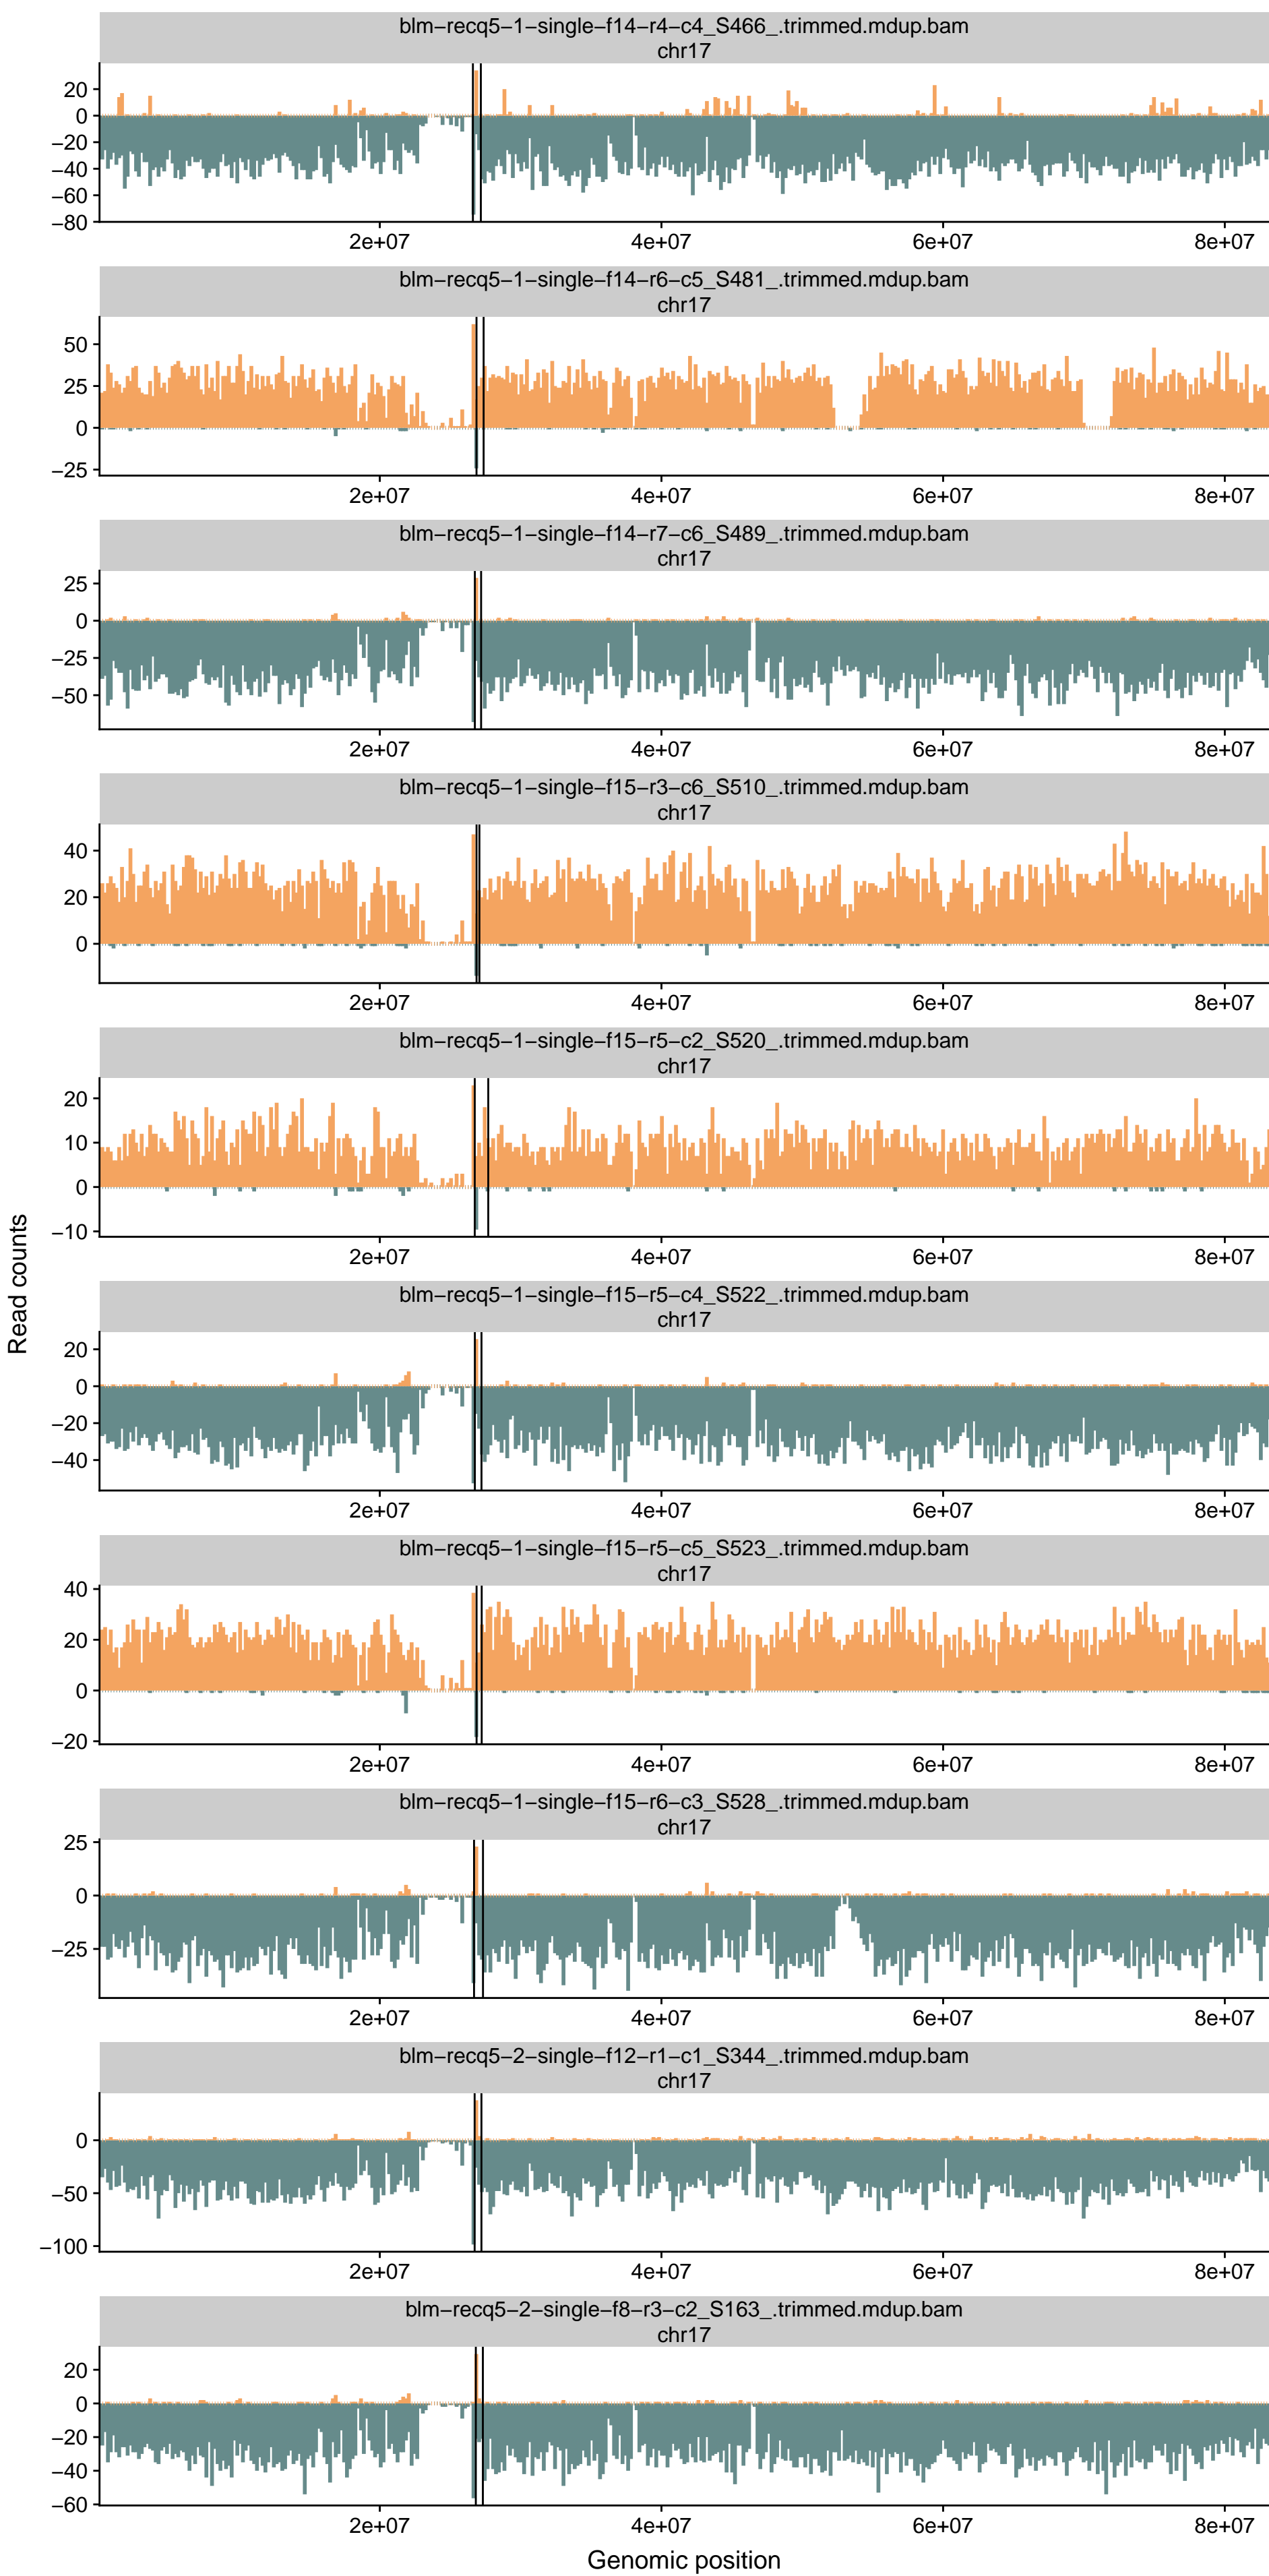 blm−recq5−1−single−f14−r4−c4_S466_.trimmed.mdup.bam
chr17
20
0
−20
−40
−60
−80
2e+07 4e+07 6e+07 8e+07
blm−recq5−1−single−f14−r6−c5_S481_.trimmed.mdup.bam
chr17
50
25
0
−25
2e+07 4e+07 6e+07 8e+07
blm−recq5−1−single−f14−r7−c6_S489_.trimmed.mdup.bam
chr17
25
0
−25
−50
2e+07 4e+07 6e+07 8e+07
blm−recq5−1−single−f15−r3−c6_S510_.trimmed.mdup.bam
chr17
40
20
0
2e+07 4e+07 6e+07 8e+07
blm−recq5−1−single−f15−r5−c2_S520_.trimmed.mdup.bam
chr17
20
10
0
−10
2e+07 4e+07 6e+07 8e+07
Read counts
blm−recq5−1−single−f15−r5−c4_S522_.trimmed.mdup.bam
chr17
20
0
−20
−40
2e+07 4e+07 6e+07 8e+07
blm−recq5−1−single−f15−r5−c5_S523_.trimmed.mdup.bam
chr17
40
20
0
−20
2e+07 4e+07 6e+07 8e+07
blm−recq5−1−single−f15−r6−c3_S528_.trimmed.mdup.bam
chr17
25
0
−25
2e+07 4e+07 6e+07 8e+07
blm−recq5−2−single−f12−r1−c1_S344_.trimmed.mdup.bam
chr17
0
−50
−100
2e+07 4e+07 6e+07 8e+07
blm−recq5−2−single−f8−r3−c2_S163_.trimmed.mdup.bam
chr17
20
0
−20
−40
−60
2e+07 4e+07 6e+07 8e+07
Genomic position